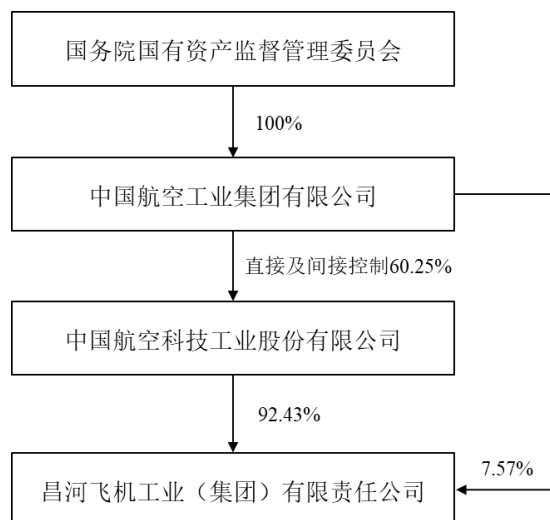 国务院国有资产监督管理委员会
100%
中国航空工业集团有限公司
直接及间接控制60.25%
中国航空科技工业股份有限公司
92.43%
7.57%
昌河飞机工业（集团）有限责任公司